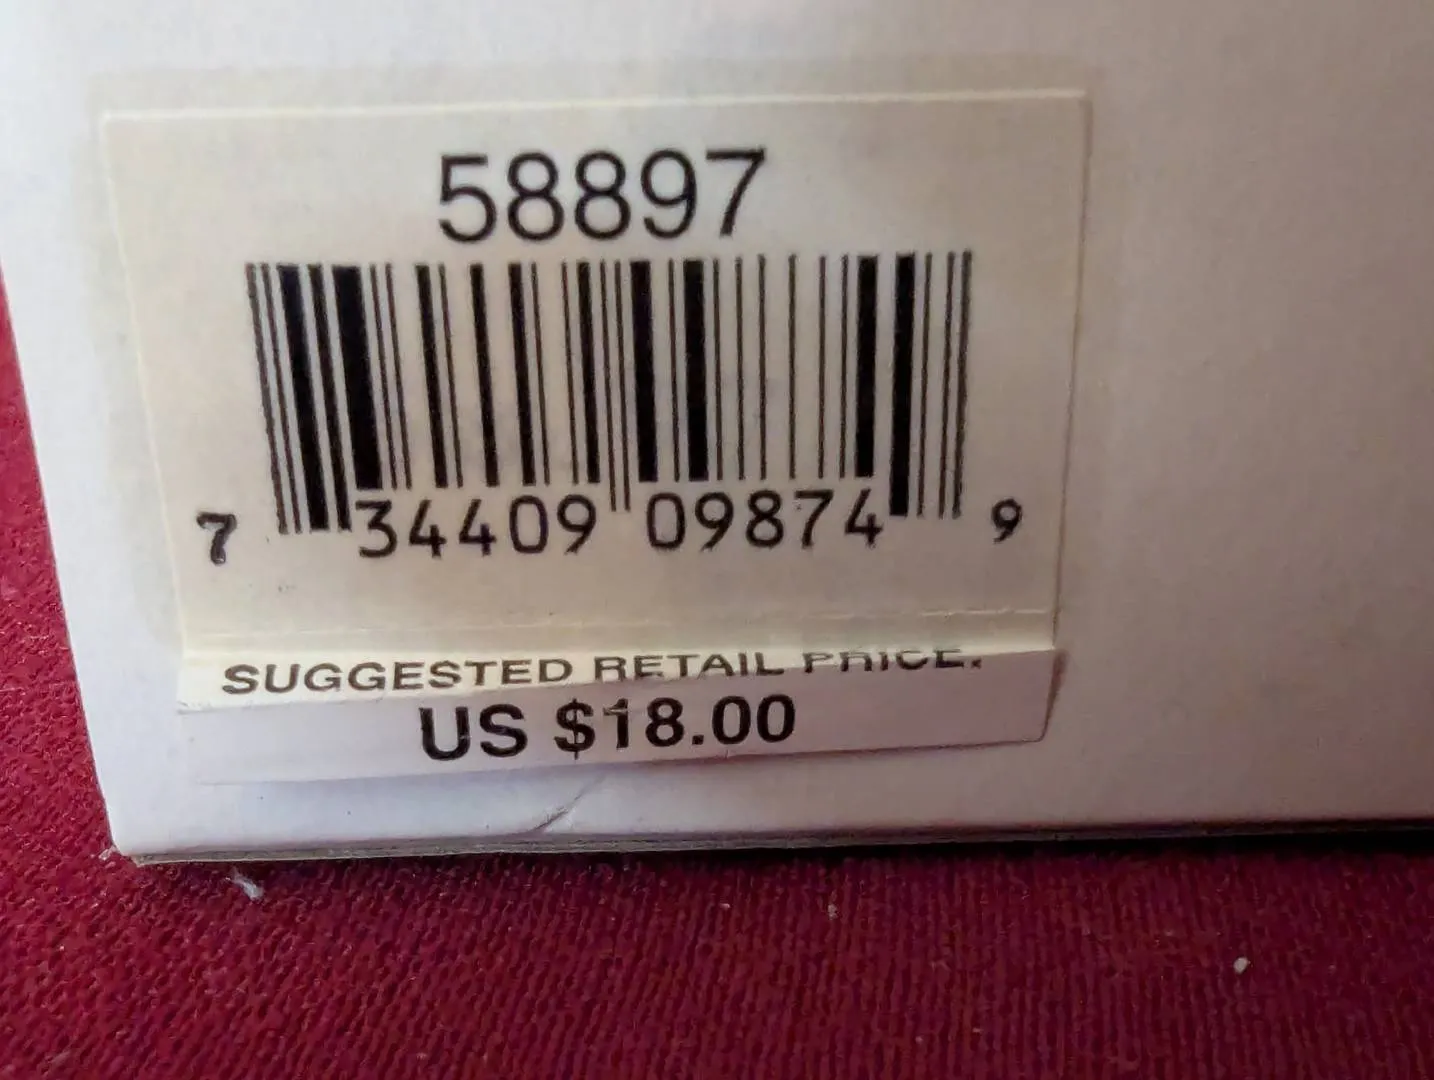 58897
7 34409 09874 9
SUGGESTED RETAIL PRICE:
US $18.00